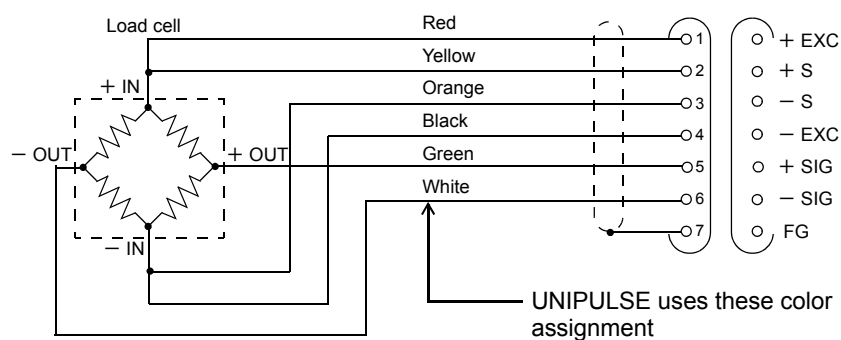 Load cell
Red
Yellow
Orange
Black
Green
White
+ IN
− OUT
+ OUT
− IN
1
2
3
4
5
6
7
+ EXC
+ S
− S
− EXC
+ SIG
− SIG
FG
UNIPULSE uses these color
assignment